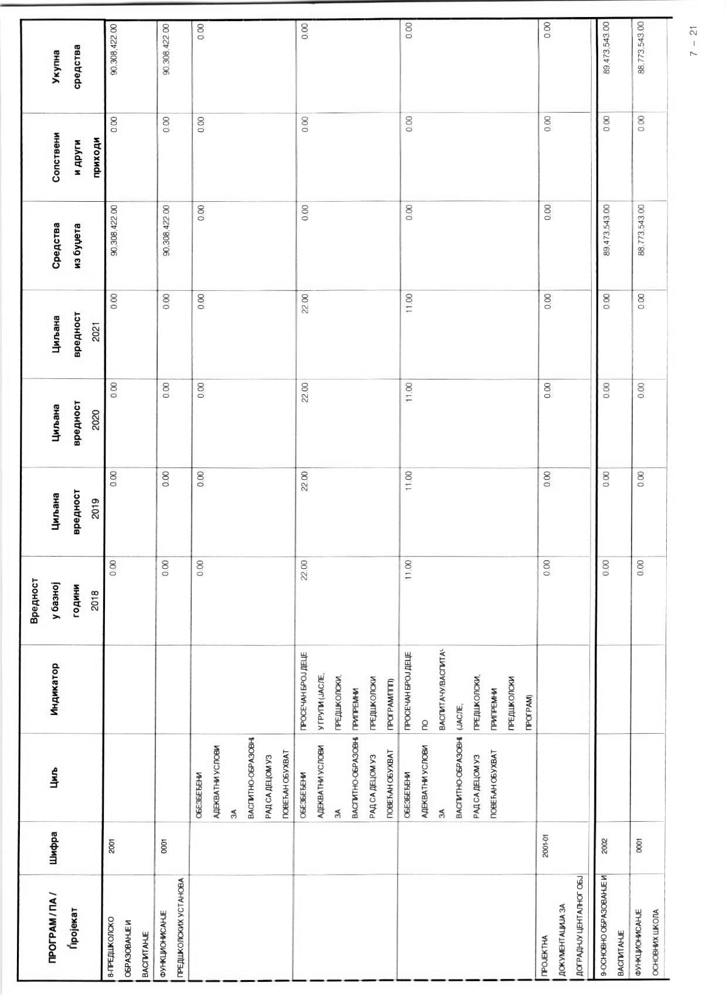 ПРОГРАМ / ПА / Шифра Циљ Индикатор Вредност Циљана Циљана Циљана Средства Сопствени Укупна
Ѓіројекат у базној вредност вредност вредност из буџета и други средства
години 2019 2020 2021 приходи
2018
8-ПРЕДШКОЛСКО 2001 0.00 0.00 0.00 0.00 90,308,422.00 0.00 90,308,422.00
ОБРАЗОВАЊЕ И
ВАСПИТАЊЕ
ФУНКЦИОНИСАЊЕ 0001 0.00 0.00 0.00 0.00 90,308,422.00 0.00 90,308,422.00
ПРЕДШКОЛСКИХ УСТАНОВА
ОБЕЗБЕЂЕНИ 0.00 0.00 0.00 0.00 0.00 0.00 0.00
АДЕКВАТНИ УСЛОВИ
ЗА
ВАСПИТНО-ОБРАЗОВНИ
РАД СА ДЕЦОМ УЗ
ПОВЕЋАН ОБУХВАТ
ОБЕЗБЕЂЕНИ ПРОСЕЧАН БРОЈ ДЕЦЕ 22.00 22.00 22.00 22.00 0.00 0.00 0.00
АДЕКВАТНИ УСЛОВИ У ГРУПИ (ЈАСЛЕ,
ЗА ПРЕДШКОЛСКИ,
ВАСПИТНО-ОБРАЗОВНИ ПРИПРЕМНИ
РАД СА ДЕЦОМ УЗ ПРЕДШКОЛСКИ
ПОВЕЋАН ОБУХВАТ ПРОГРАМ/ППП)
ОБЕЗБЕЂЕНИ ПРОСЕЧАН БРОЈ ДЕЦЕ 11.00 11.00 11.00 11.00 0.00 0.00 0.00
АДЕКВАТНИ УСЛОВИ ПО
ЗА ВАСПИТАЧУ/ВАСПИТАЧ
ВАСПИТНО-ОБРАЗОВНИ (ЈАСЛЕ,
РАД СА ДЕЦОМ УЗ ПРЕДШКОЛСКИ,
ПОВЕЋАН ОБУХВАТ ПРИПРЕМНИ
ПРЕДШКОЛСКИ
ПРОГРАМ)
ПРОЈЕКТНА 2001-01 0.00 0.00 0.00 0.00 0.00 0.00 0.00
ДОКУМЕНТАЦИЈА ЗА
ДОГРАДЊУ ЦЕНТАЛНОГ ОБЈ
9-ОСНОВНО ОБРАЗОВАЊЕ И 2002 0.00 0.00 0.00 0.00 89,473,543.00 0.00 89,473,543.00
ВАСПИТАЊЕ
ФУНКЦИОНИСАЊЕ 0001 0.00 0.00 0.00 0.00 88,773,543.00 0.00 88,773,543.00
ОСНОВНИХ ШКОЛА
7 – 21